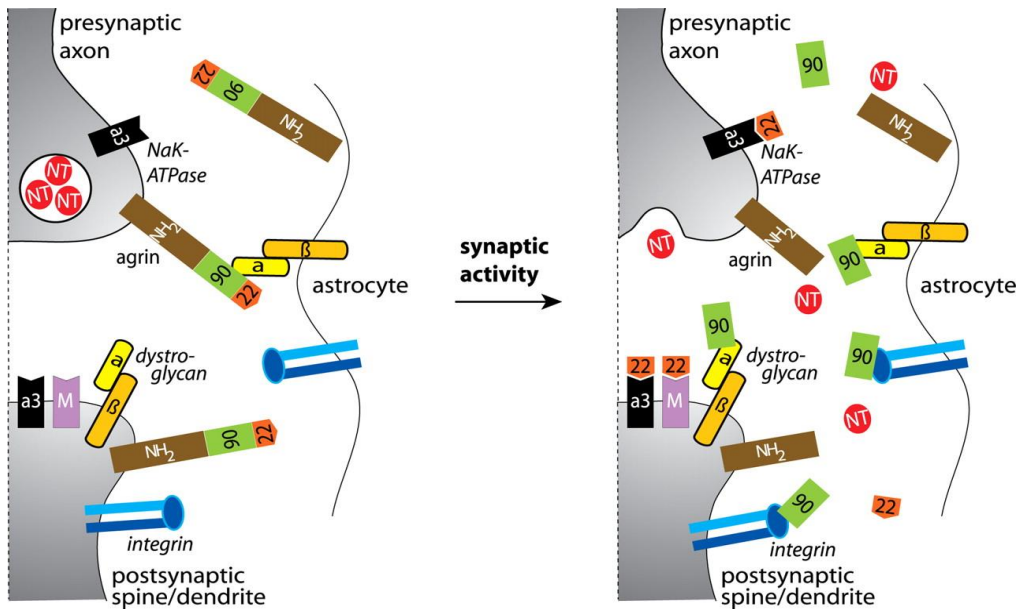 presynaptic
axon
22
90
NH2
a3
NaK-
ATPase
NT
NT
NT
NH2
agrin
90
22
a
ß
astrocyte
dystro-
glycan
a
ß
a3
M
NH2
90
22
integrin
postsynaptic
spine/dendrite
synaptic
activity
presynaptic
axon
90
NT
NH2
a3
22
NaK-
ATPase
NT
NH2
agrin
90
a
ß
NT
astrocyte
90
a
dystro-
glycan
ß
90
22
22
a3
M
NT
NH2
90
22
integrin
postsynaptic
spine/dendrite